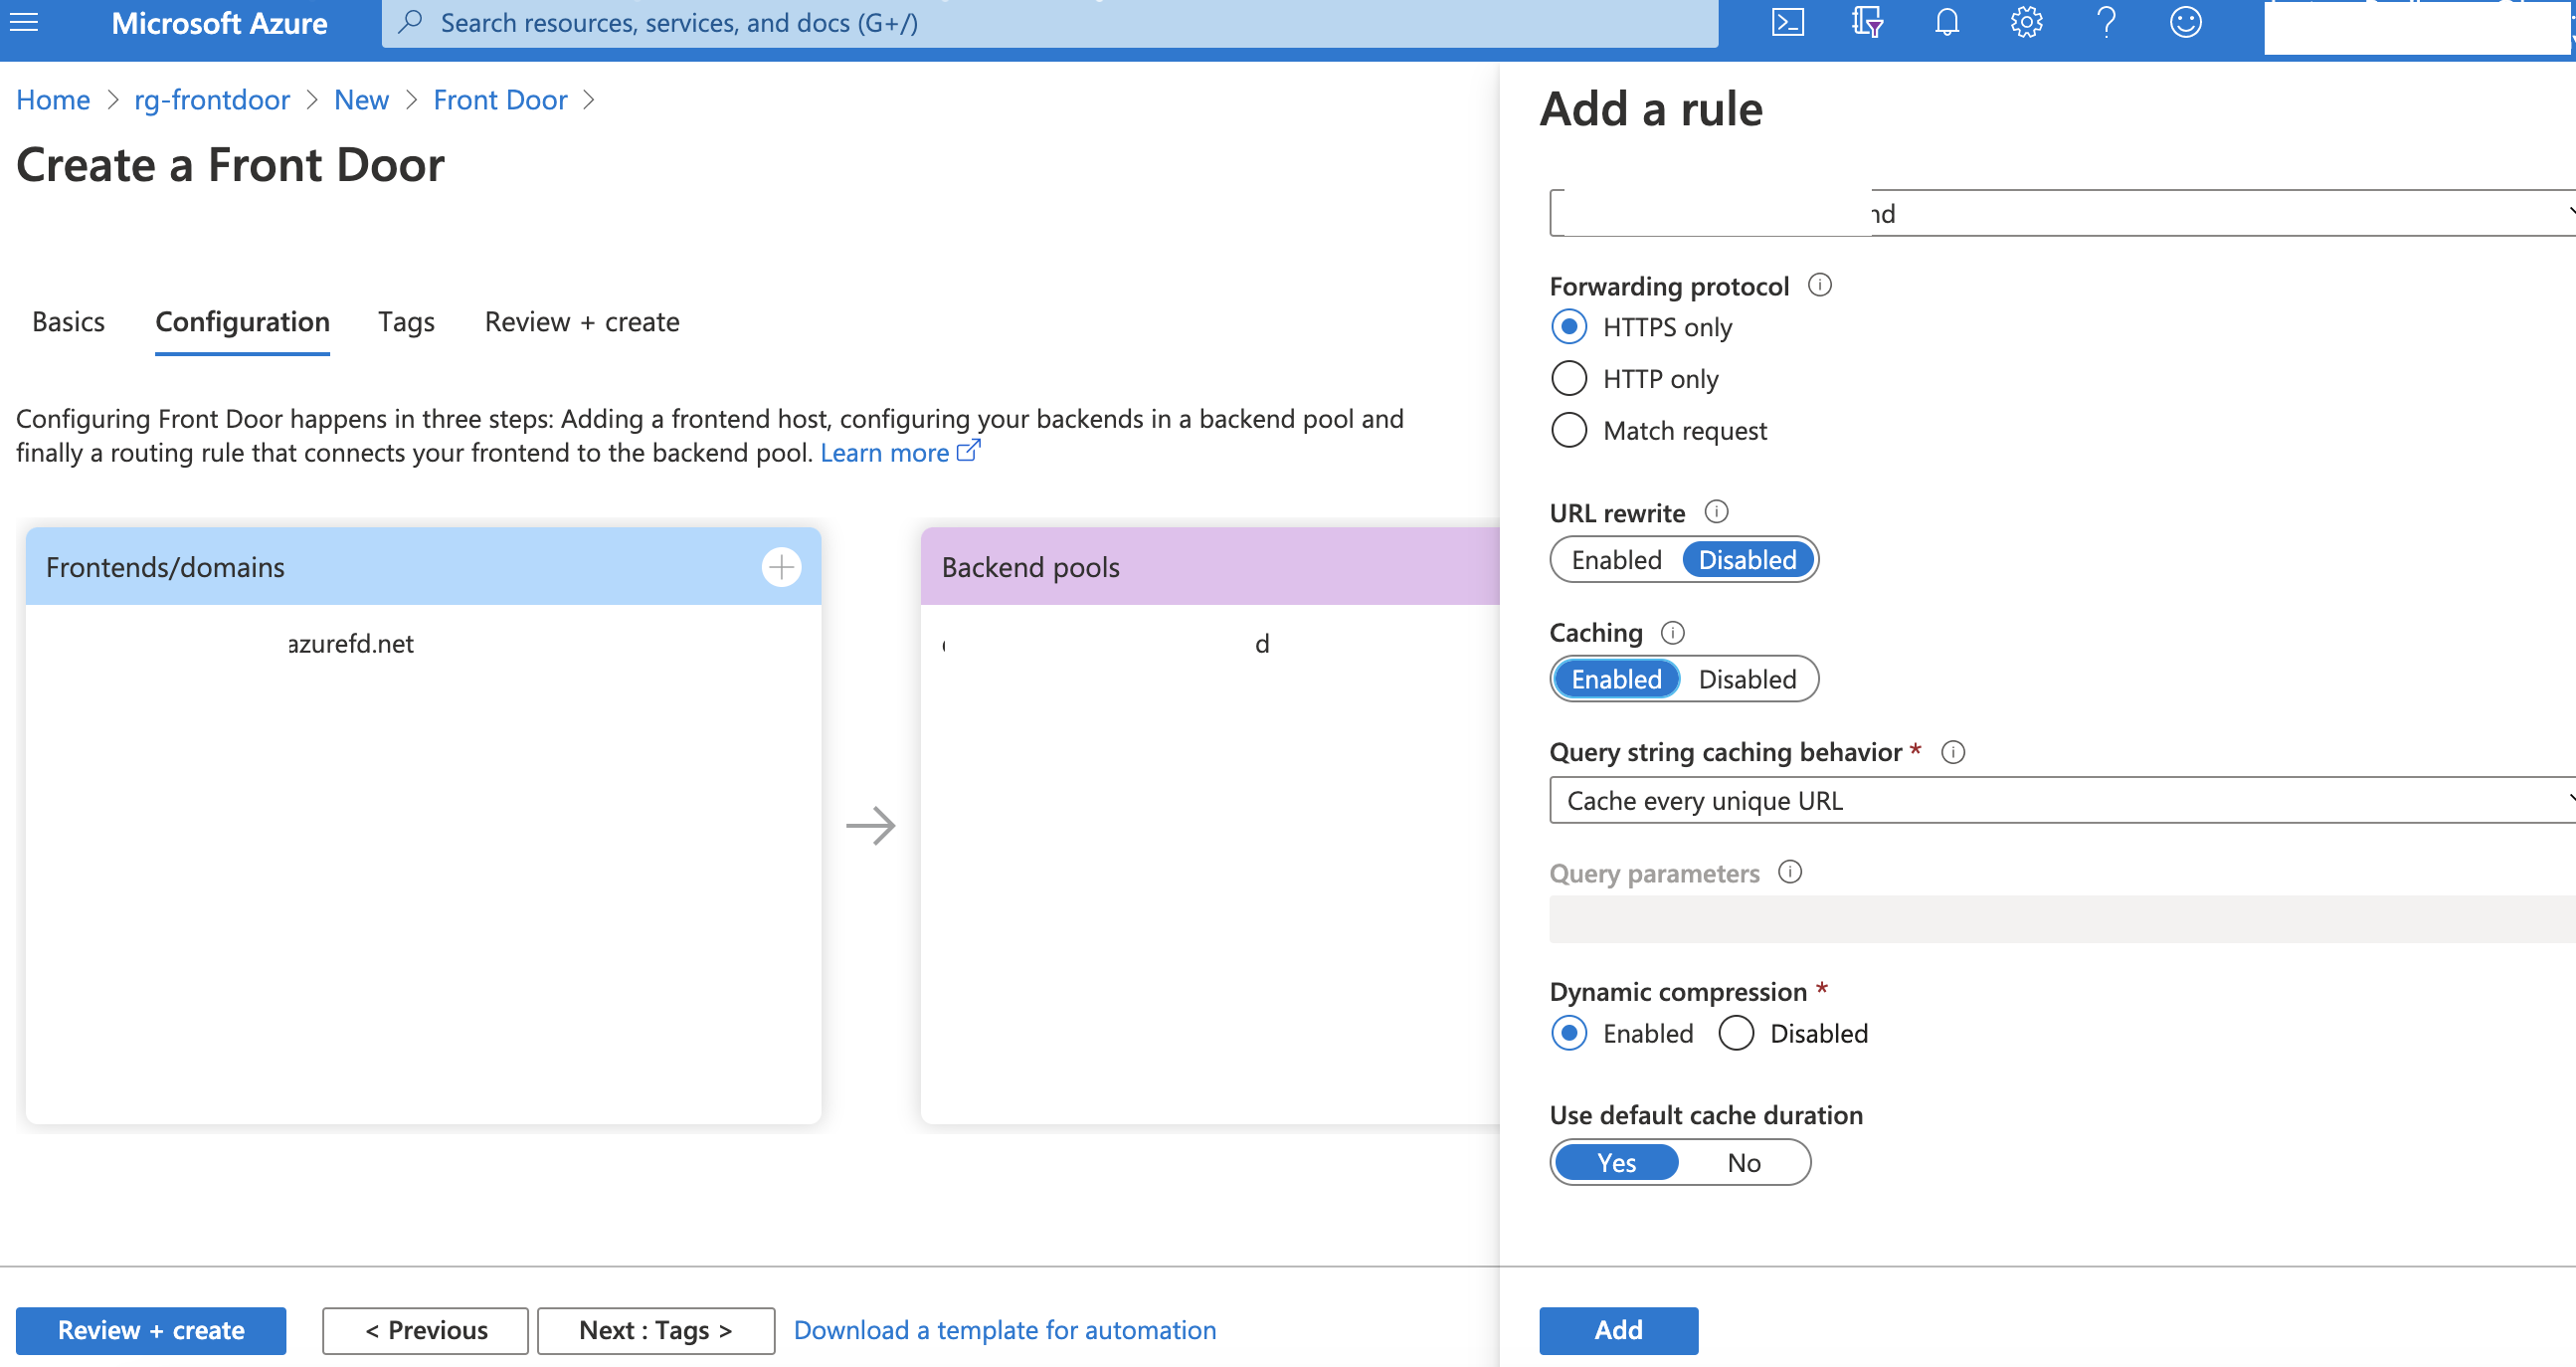 Microsoft Azure
Search resources, services, and docs (G+/)
Home > rg-frontdoor > New > Front Door >
Create a Front Door
Basics Configuration Tags Review + create
Configuring Front Door happens in three steps: Adding a frontend host, configuring your backends in a backend pool and
finally a routing rule that connects your frontend to the backend pool. Learn more
Frontends/domains
azurefd.net
Backend pools
d
Add a rule
nd
Forwarding protocol
HTTPS only
HTTP only
Match request
URL rewrite
Enabled Disabled
Caching
Enabled Disabled
Query string caching behavior *
Cache every unique URL
Query parameters
Dynamic compression *
Enabled Disabled
Use default cache duration
Yes No
Review + create
< Previous
Next : Tags >
Download a template for automation
Add